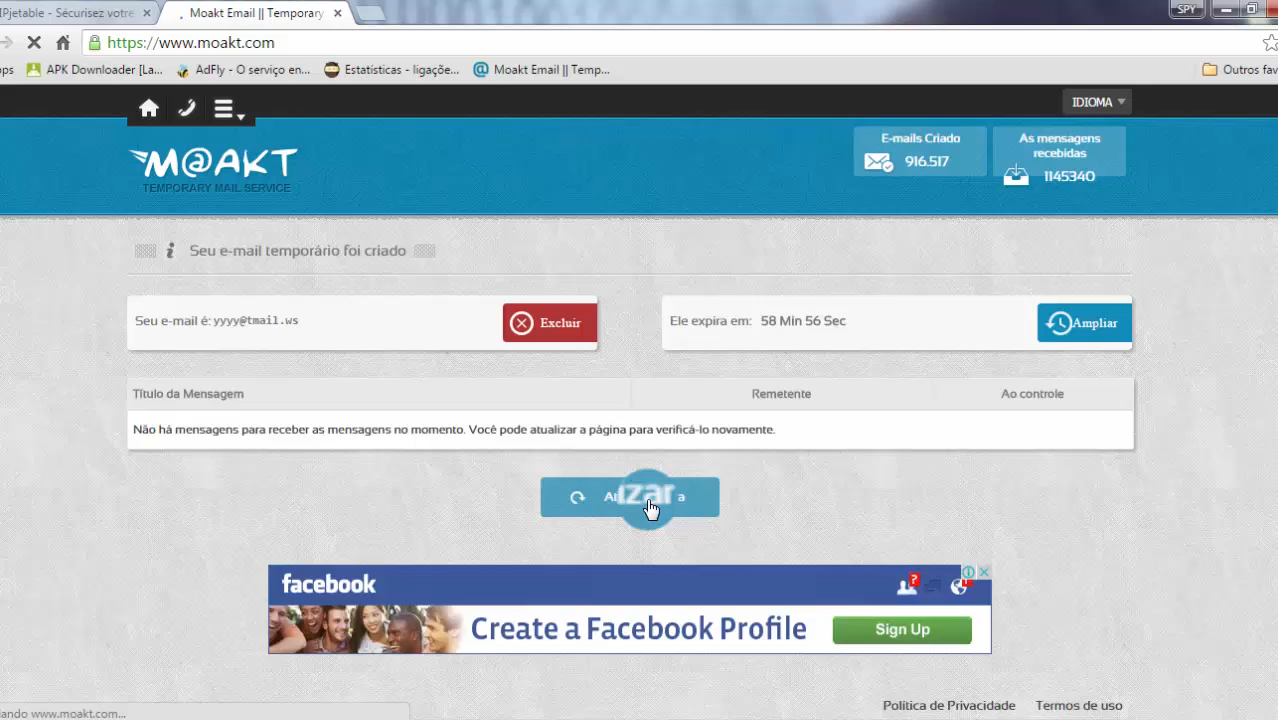 IPjetable - Sécurisez votre
Moakt Email || Temporary
SPY
https://www.moakt.com
APK Downloader [La...
AdFly - O serviço en...
Estatísticas - ligaçõe...
Moakt Email || Temp...
Outros fav
IDIOMA
M@AKT
TEMPORARY MAIL SERVICE
E-mails Criado
916.517
As mensagens
recebidas
1145340
Seu e-mail temporário foi criado
Seu e-mail é: yyyy@tmail.ws
Excluir
Ele expira em: 58 Min 56 Sec
Ampliar
Título da Mensagem
Remetente
Ao controle
Não há mensagens para receber as mensagens no momento. Você pode atualizar a página para verificá-lo novamente.
facebook
Create a Facebook Profile
Sign Up
Política de Privacidade
Termos de uso
www.moakt.com...